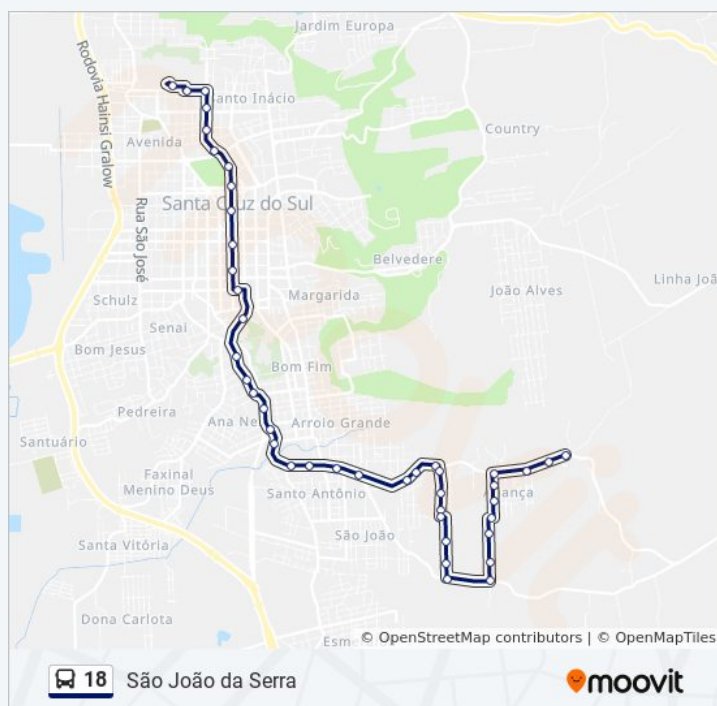 Jardim Europa
Rodovia Hainsi Gralow
Santo Inácio
Country
Avenida
Santa Cruz do Sul
Rua São José
Belvedere
Linha Joã
Schulz
Margarida
João Alves
Senai
Bom Jesus
Bom Fim
Pedreira
Ana Ne
Arroio Grande
Santuário
Faxinal
Menino Deus
Santo Antônio
Aliança
São João
Santa Vitória
Dona Carlota
Esme
© OpenStreetMap contributors | © OpenMapTiles
18 São João da Serra
moovit